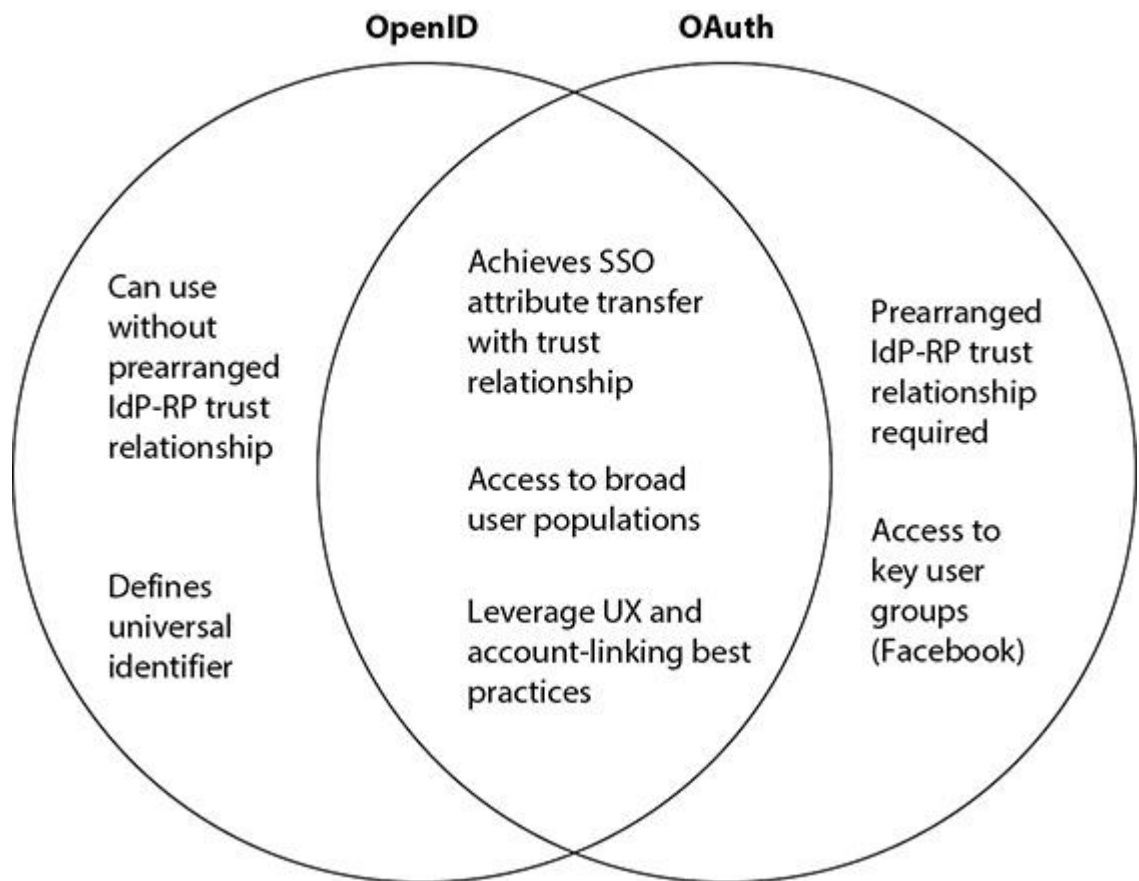 OpenID
OAuth
Can use
without
prearranged
IdP-RP trust
relationship
Defines
universal
identifier
Achieves SSO
attribute transfer
with trust
relationship
Access to broad
user populations
Leverage UX and
account-linking best
practices
Prearranged
IdP-RP trust
relationship
required
Access to
key user
groups
(Facebook)